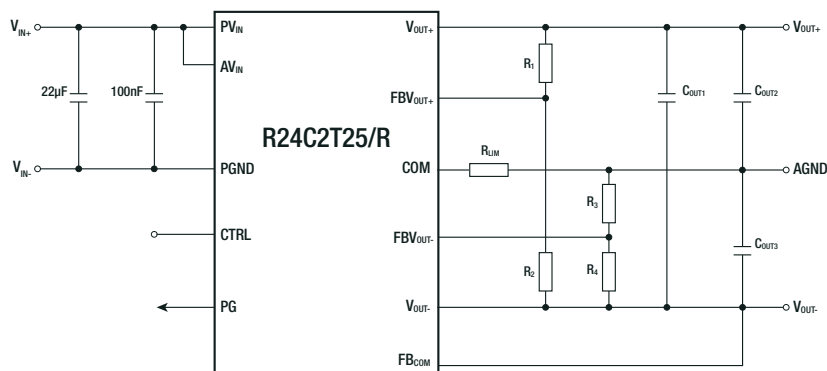 VIN+
22µF
100nF
VIN-
PVIN
AVIN
PGND
CTRL
PG
R24C2T25/R
VOUT+
FBVOUT+
COM
FBVOUT-
VOUT-
FBCOM
R1
R2
RLIM
R3
R4
COUT1
COUT2
COUT3
VOUT+
AGND
VOUT-